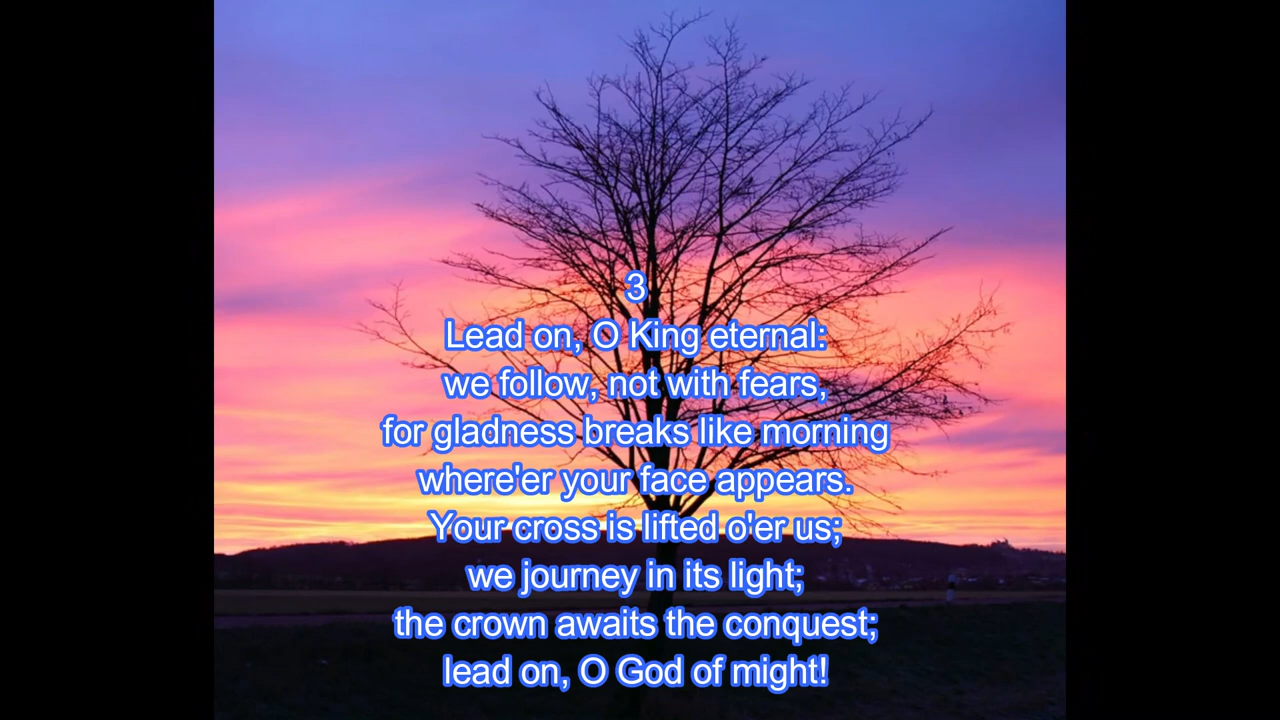 3
Lead on, O King eternal:
we follow, not with fears,
for gladness breaks like morning
where'er your face appears.
Your cross is lifted o'er us;
we journey in its light;
the crown awaits the conquest;
lead on, O God of might!